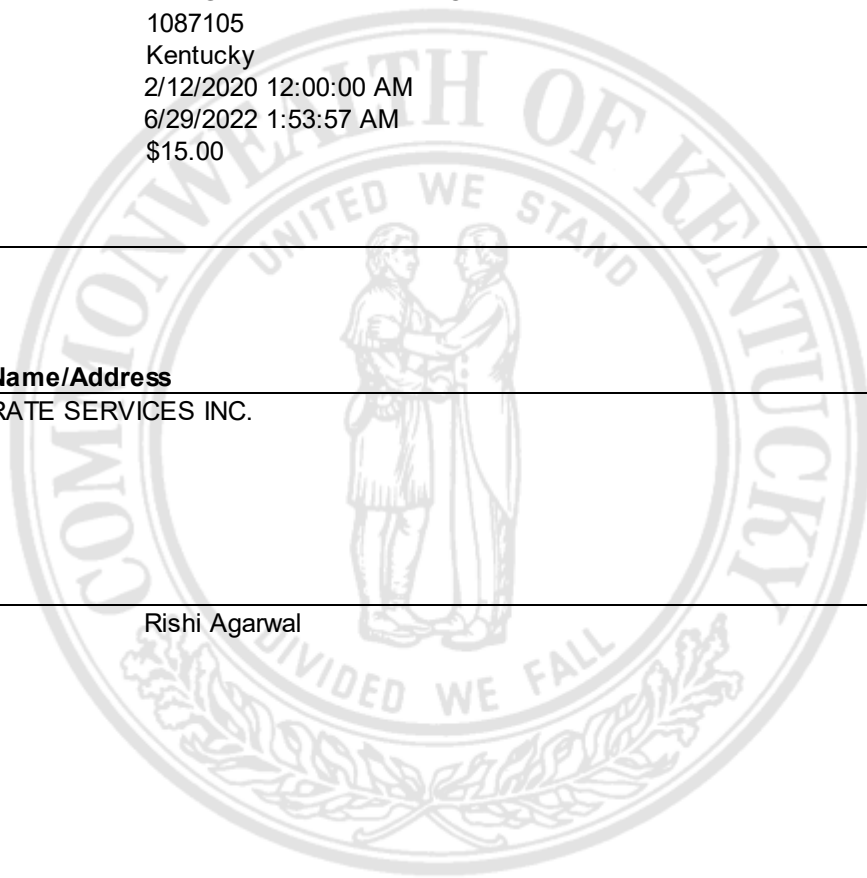 1087105
Kentucky
2/12/2020 12:00:00 AM
6/29/2022 1:53:57 AM
$15.00
COMMONWEALTH OF KENTUCKY
UNITED WE STAND
Name/Address
RATE SERVICES INC.
Rishi Agarwal
DIVIDED WE FALL